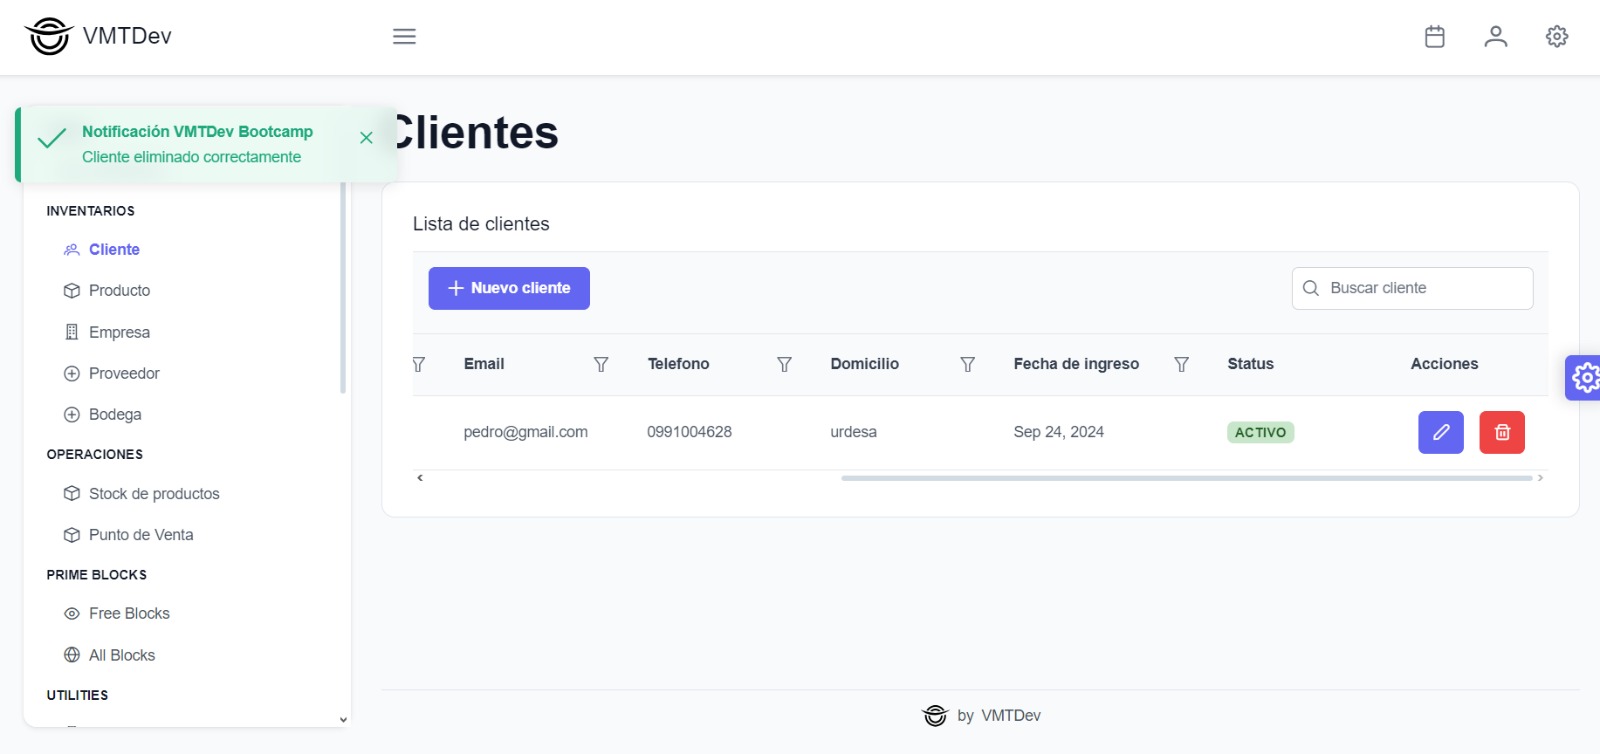 VMTDev
Notificación VMTDev Bootcamp
Cliente eliminado correctamente
Clientes
INVENTARIOS
Cliente
Producto
Empresa
Proveedor
Bodega
OPERACIONES
Stock de productos
Punto de Venta
PRIME BLOCKS
Free Blocks
All Blocks
UTILITIES
Lista de clientes
Nuevo cliente
Buscar cliente
Email Telefono Domicilio Fecha de ingreso Status Acciones
pedro@gmail.com 0991004628 urdesa Sep 24, 2024 ACTIVO
by VMTDev